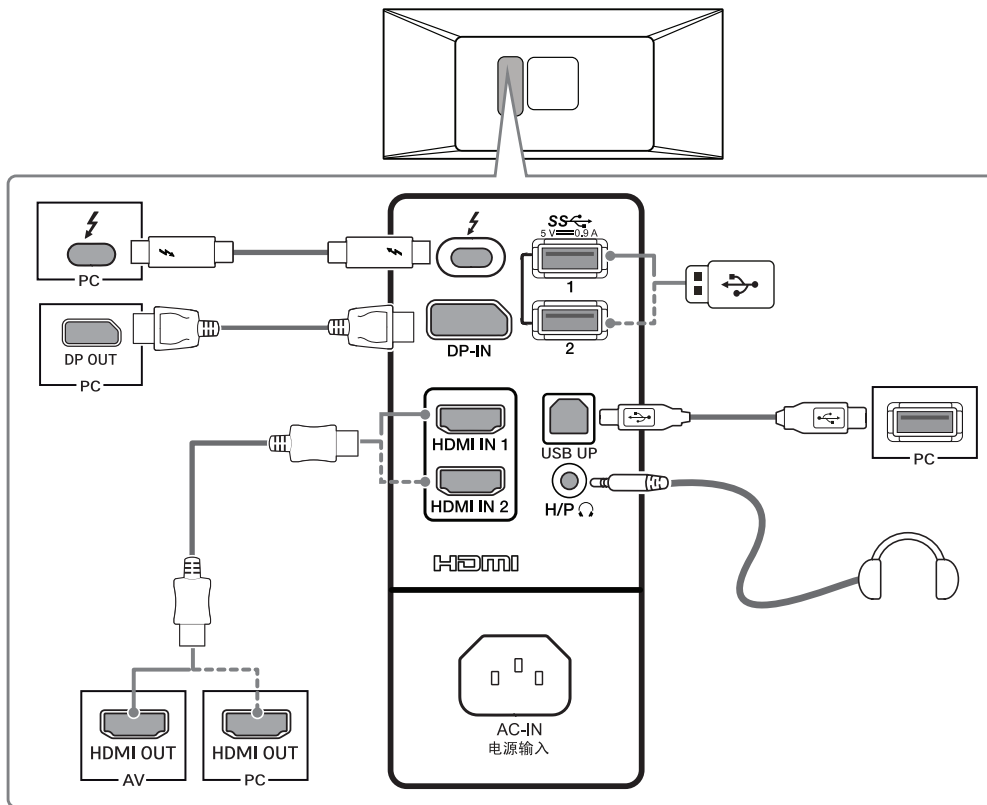 SS
5 V 0.9 A
1
2
PC
DP OUT
PC
DP-IN
HDMI IN 1
HDMI IN 2
USB UP
H/P
PC
HDMI
HDMI OUT
AV
HDMI OUT
PC
AC-IN
电源输入